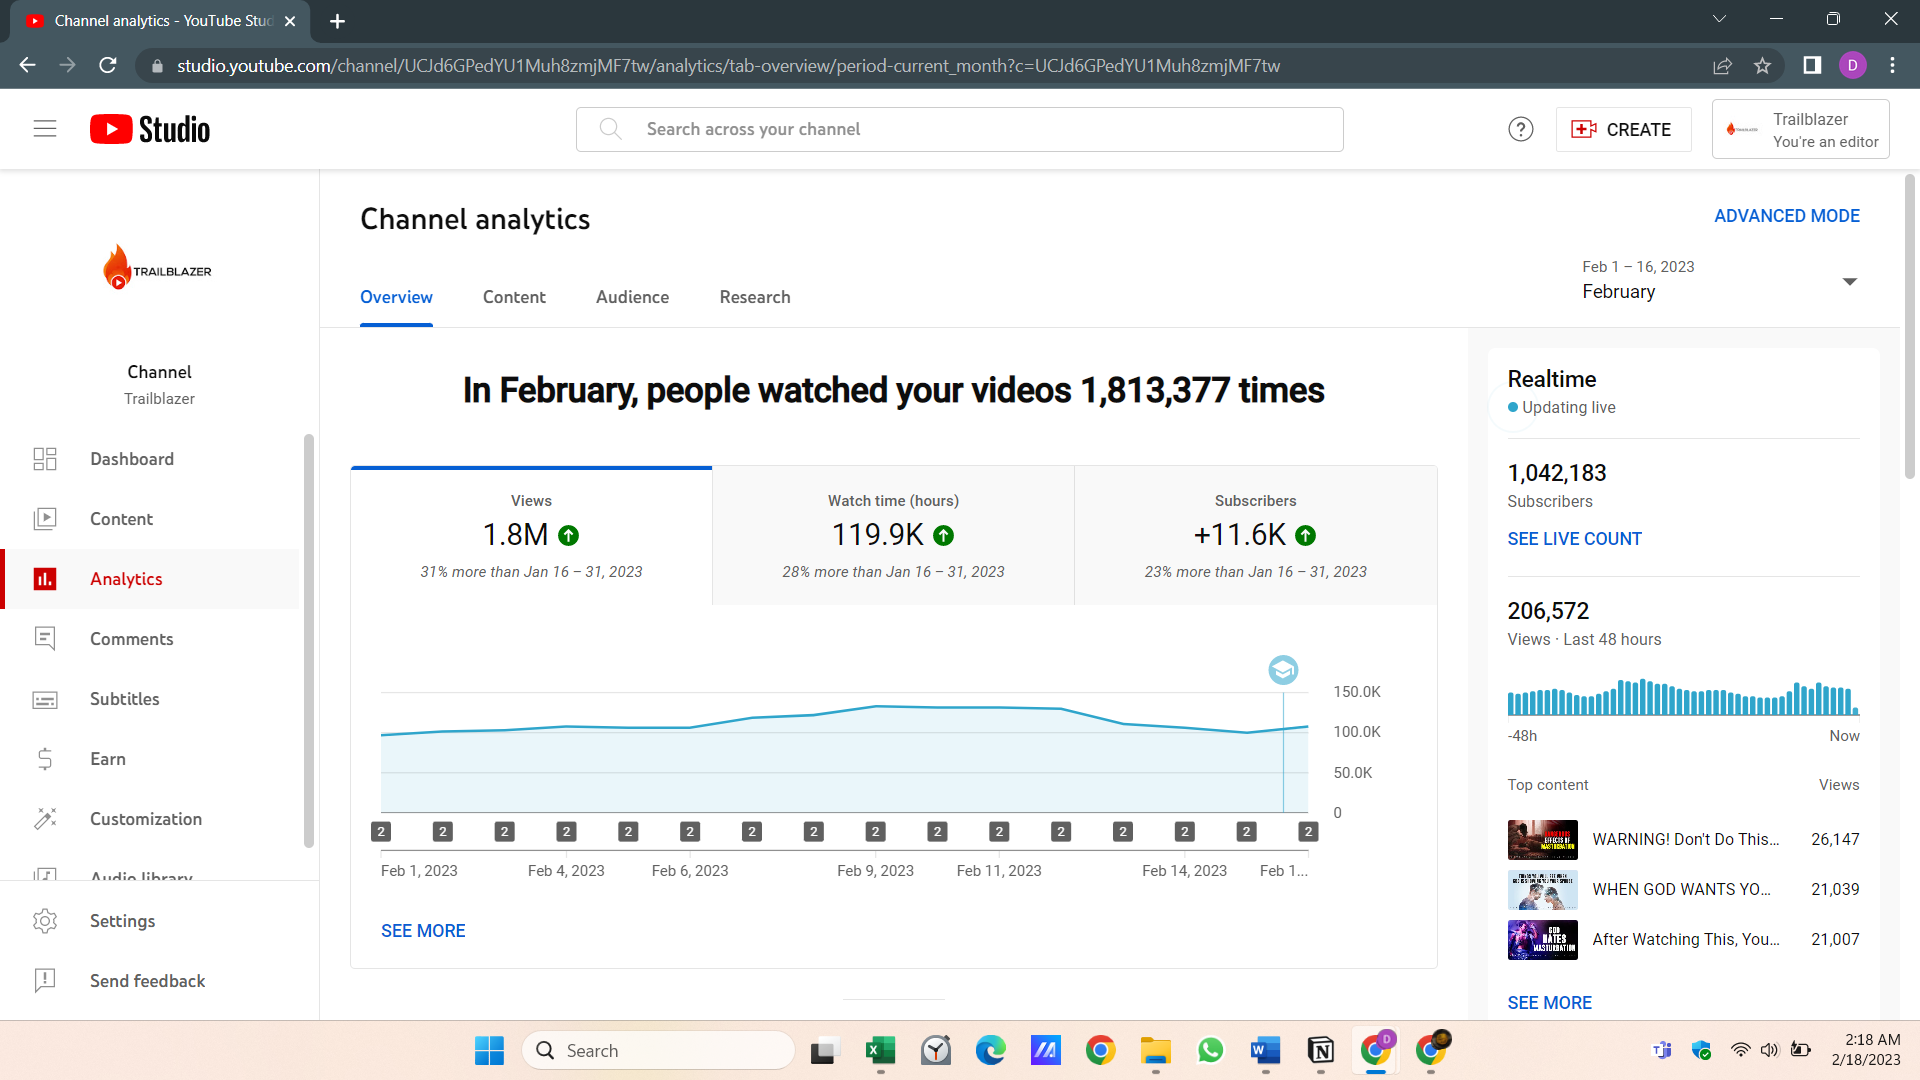 Channel analytics - YouTube Stud
studio.youtube.com/channel/UCJd6GPedYU1Muh8zmjMF7tw/analytics/tab-overview/period-current_month?c=UCJd6GPedYU1Muh8zmjMF7tw
D
Studio
Search across your channel
?
CREATE
Trailblazer
You're an editor
TRAILBLAZER
Channel
Trailblazer
Dashboard
Content
Analytics
Comments
Subtitles
Earn
Customization
Audio library
Settings
Send feedback
Channel analytics
ADVANCED MODE
Overview
Content
Audience
Research
Feb 1 – 16, 2023
February
In February, people watched your videos 1,813,377 times
Views
1.8M
31% more than Jan 16 – 31, 2023
Watch time (hours)
119.9K
28% more than Jan 16 – 31, 2023
Subscribers
+11.6K
23% more than Jan 16 – 31, 2023
150.0K
100.0K
50.0K
0
2 2 2 2 2 2 2 2 2 2 2 2 2 2 2 2
Feb 1, 2023 Feb 4, 2023 Feb 6, 2023 Feb 9, 2023 Feb 11, 2023 Feb 14, 2023 Feb 1...
SEE MORE
Realtime
Updating live
1,042,183
Subscribers
SEE LIVE COUNT
206,572
Views · Last 48 hours
-48h Now
Top content Views
WARNING! Don't Do This... 26,147
WHEN GOD WANTS YO... 21,039
After Watching This, You... 21,007
GOD
HATES
MASTURBATION
SEE MORE
Search
D
2:18 AM
2/18/2023